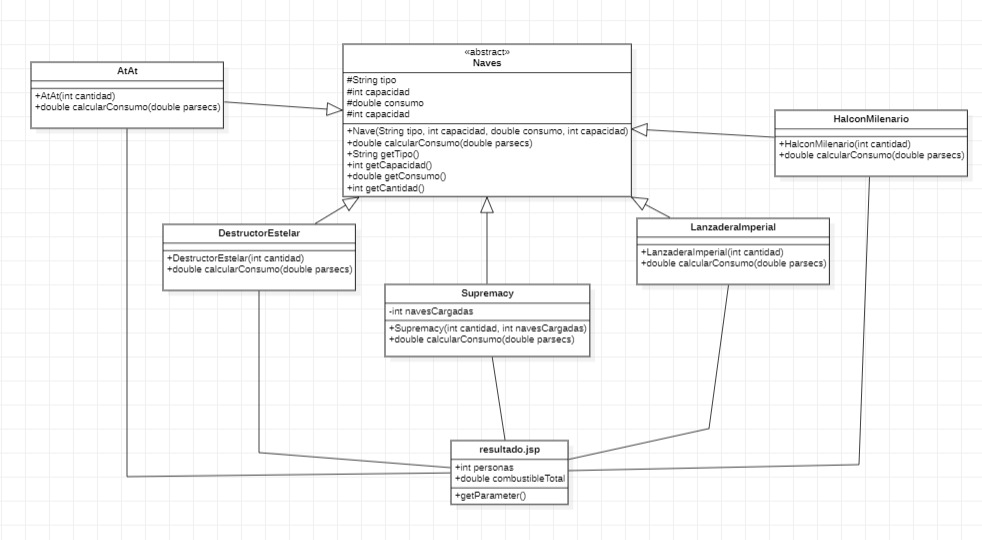 «abstract»
Naves
#String tipo
#int capacidad
#double consumo
#int capacidad
+Nave(String tipo, int capacidad, double consumo, int capacidad)
+double calcularConsumo(double parsecs)
+String getTipo()
+int getCapacidad()
+double getConsumo()
+int getCantidad()
AtAt
+AtAt(int cantidad)
+double calcularConsumo(double parsecs)
HalconMilenario
+HalconMilenario(int cantidad)
+double calcularConsumo(double parsecs)
DestructorEstelar
+DestructorEstelar(int cantidad)
+double calcularConsumo(double parsecs)
LanzaderaImperial
+LanzaderaImperial(int cantidad)
+double calcularConsumo(double parsecs)
Supremacy
-int navesCargadas
+Supremacy(int cantidad, int navesCargadas)
+double calcularConsumo(double parsecs)
resultado.jsp
+int personas
+double combustibleTotal
+getParameter()